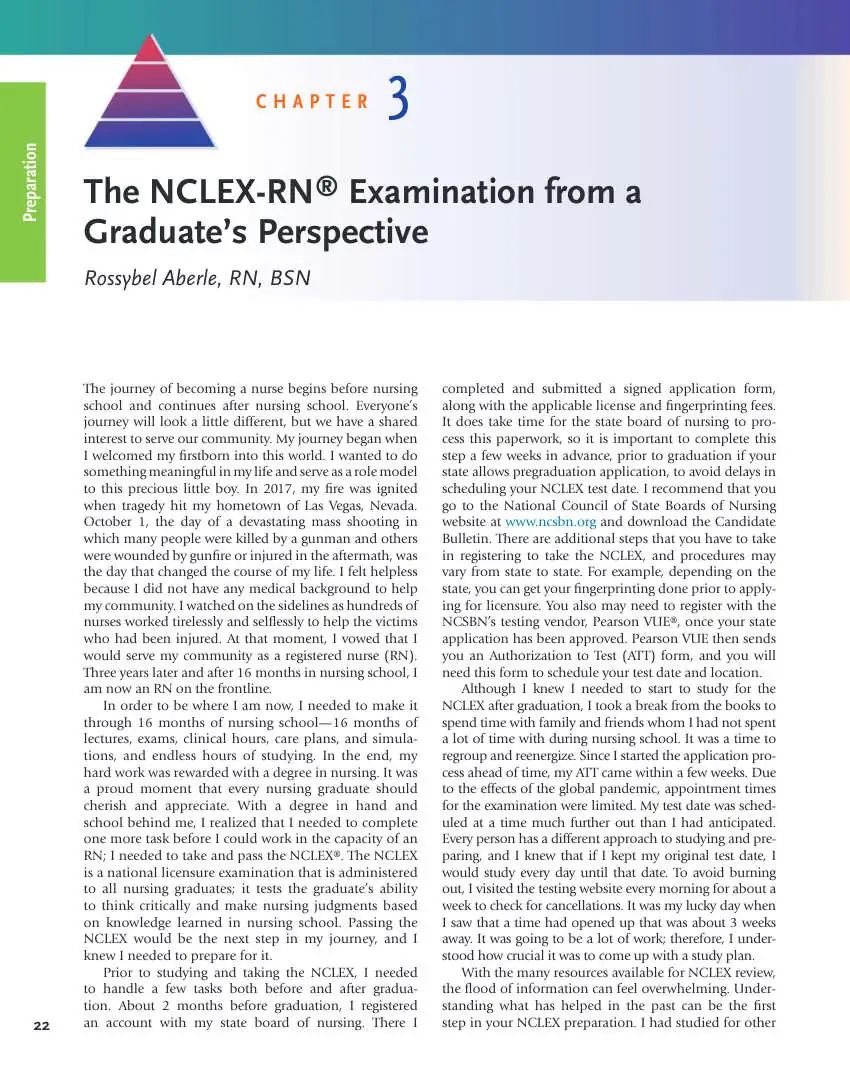 CHAPTER 3
Preparation
The NCLEX-RN® Examination from a
Graduate’s Perspective
Rossybel Aberle, RN, BSN
The journey of becoming a nurse begins before nursing
school and continues after nursing school. Everyone’s
journey will look a little different, but we have a shared
interest to serve our community. My journey began when
I welcomed my firstborn into this world. I wanted to do
something meaningful in my life and serve as a role model
to this precious little boy. In 2017, my fire was ignited
when tragedy hit my hometown of Las Vegas, Nevada.
October 1, the day of a devastating mass shooting in
which many people were killed by a gunman and others
were wounded by gunfire or injured in the aftermath, was
the day that changed the course of my life. I felt helpless
because I did not have any medical background to help
my community. I watched on the sidelines as hundreds of
nurses worked tirelessly and selflessly to help the victims
who had been injured. At that moment, I vowed that I
would serve my community as a registered nurse (RN).
Three years later and after 16 months in nursing school, I
am now an RN on the frontline.
In order to be where I am now, I needed to make it
through 16 months of nursing school—16 months of
lectures, exams, clinical hours, care plans, and simula-
tions, and endless hours of studying. In the end, my
hard work was rewarded with a degree in nursing. It was
a proud moment that every nursing graduate should
cherish and appreciate. With a degree in hand and
school behind me, I realized that I needed to complete
one more task before I could work in the capacity of an
RN; I needed to take and pass the NCLEX®. The NCLEX
is a national licensure examination that is administered
to all nursing graduates; it tests the graduate’s ability
to think critically and make nursing judgments based
on knowledge learned in nursing school. Passing the
NCLEX would be the next step in my journey, and I
knew I needed to prepare for it.
Prior to studying and taking the NCLEX, I needed
to handle a few tasks both before and after gradua-
tion. About 2 months before graduation, I registered
an account with my state board of nursing. There I
completed and submitted a signed application form,
along with the applicable license and fingerprinting fees.
It does take time for the state board of nursing to pro-
cess this paperwork, so it is important to complete this
step a few weeks in advance, prior to graduation if your
state allows pregraduation application, to avoid delays in
scheduling your NCLEX test date. I recommend that you
go to the National Council of State Boards of Nursing
website at www.ncsbn.org and download the Candidate
Bulletin. There are additional steps that you have to take
in registering to take the NCLEX, and procedures may
vary from state to state. For example, depending on the
state, you can get your fingerprinting done prior to apply-
ing for licensure. You also may need to register with the
NCSBN’s testing vendor, Pearson VUE®, once your state
application has been approved. Pearson VUE then sends
you an Authorization to Test (ATT) form, and you will
need this form to schedule your test date and location.
Although I knew I needed to start to study for the
NCLEX after graduation, I took a break from the books to
spend time with family and friends whom I had not spent
a lot of time with during nursing school. It was a time to
regroup and reenergize. Since I started the application pro-
cess ahead of time, my ATT came within a few weeks. Due
to the effects of the global pandemic, appointment times
for the examination were limited. My test date was sched-
uled at a time much further out than I had anticipated.
Every person has a different approach to studying and pre-
paring, and I knew that if I kept my original test date, I
would study every day until that date. To avoid burning
out, I visited the testing website every morning for about a
week to check for cancellations. It was my lucky day when
I saw that a time had opened up that was about 3 weeks
away. It was going to be a lot of work; therefore, I under-
stood how crucial it was to come up with a study plan.
With the many resources available for NCLEX review,
the flood of information can feel overwhelming. Under-
standing what has helped in the past can be the first
step in your NCLEX preparation. I had studied for other
22